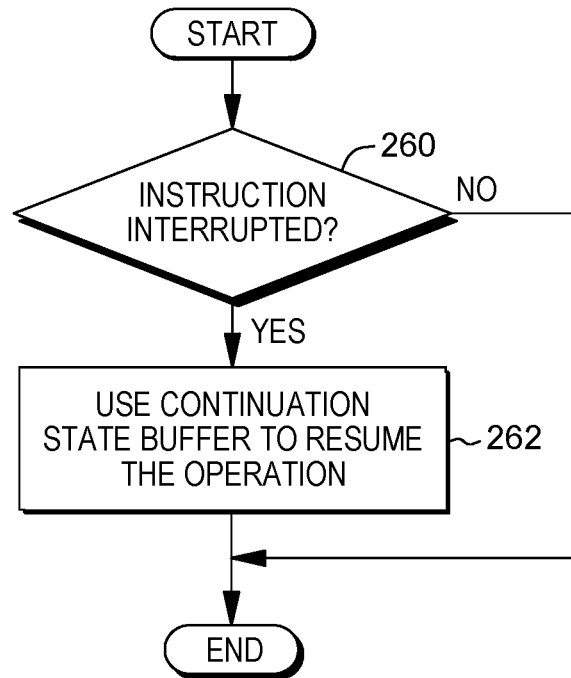 START
260
INSTRUCTION
INTERRUPTED?
NO
YES
USE CONTINUATION
STATE BUFFER TO RESUME
THE OPERATION
262
END